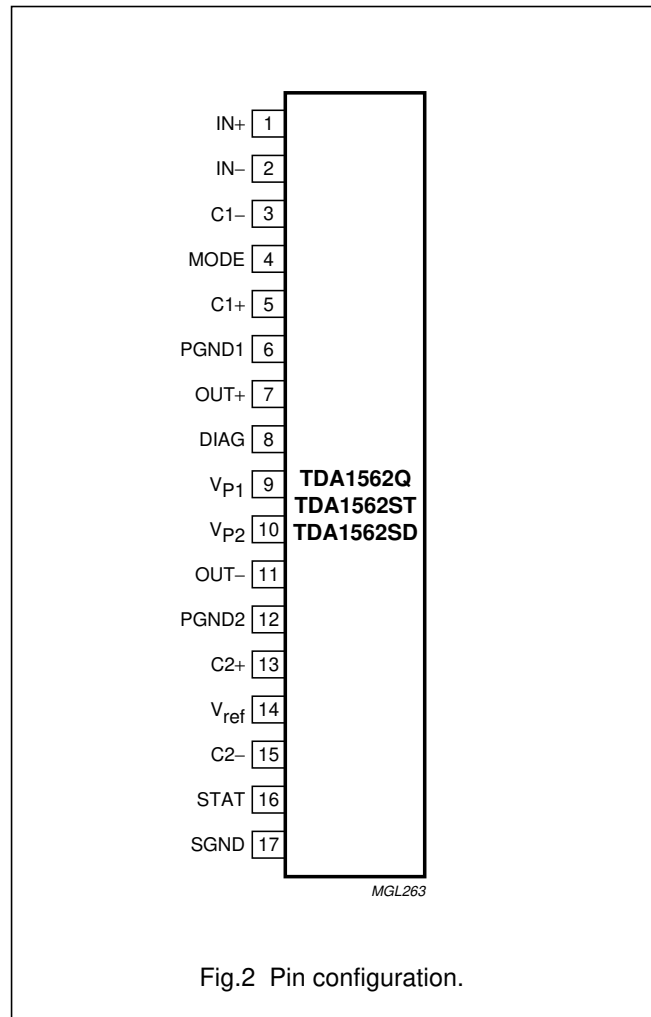 IN+ 1
IN− 2
C1− 3
MODE 4
C1+ 5
PGND1 6
OUT+ 7
DIAG 8
VP1 9
VP2 10
OUT− 11
PGND2 12
C2+ 13
Vref 14
C2− 15
STAT 16
SGND 17
TDA1562Q
TDA1562ST
TDA1562SD
MGL263
Fig.2 Pin configuration.